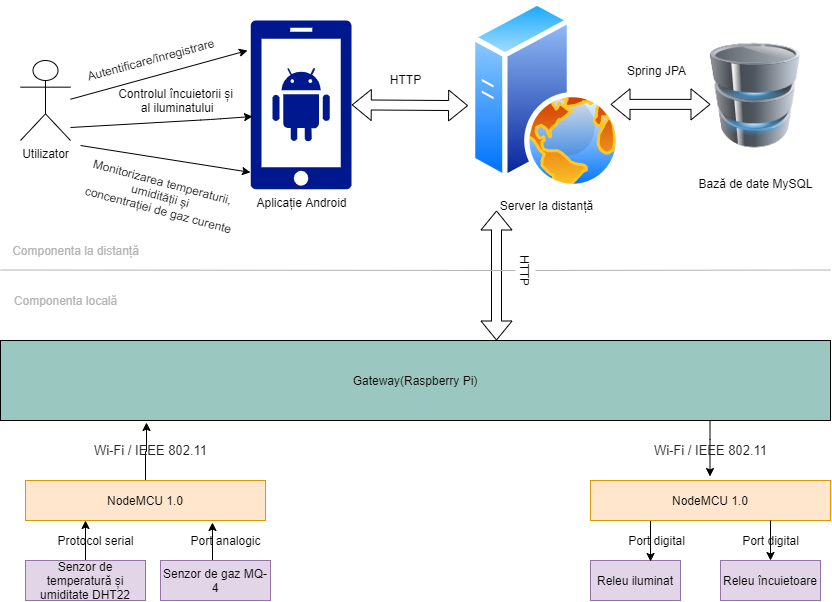 Autentificare/înregistrare
Controlul încuietorii și
al iluminatului
Utilizator
Monitorizarea temperaturii,
umidității și
concentrației de gaz curente
HTTP
Aplicație Android
Spring JPA
Server la distanță
Bază de date MySQL
Componenta la distanță
HTTP
Componenta locală
Gateway(Raspberry Pi)
Wi-Fi / IEEE 802.11
Wi-Fi / IEEE 802.11
NodeMCU 1.0
NodeMCU 1.0
Protocol serial
Port analogic
Port digital
Port digital
Senzor de
temperatură și
umiditate DHT22
Senzor de gaz MQ-
4
Releu iluminat
Releu încuietoare